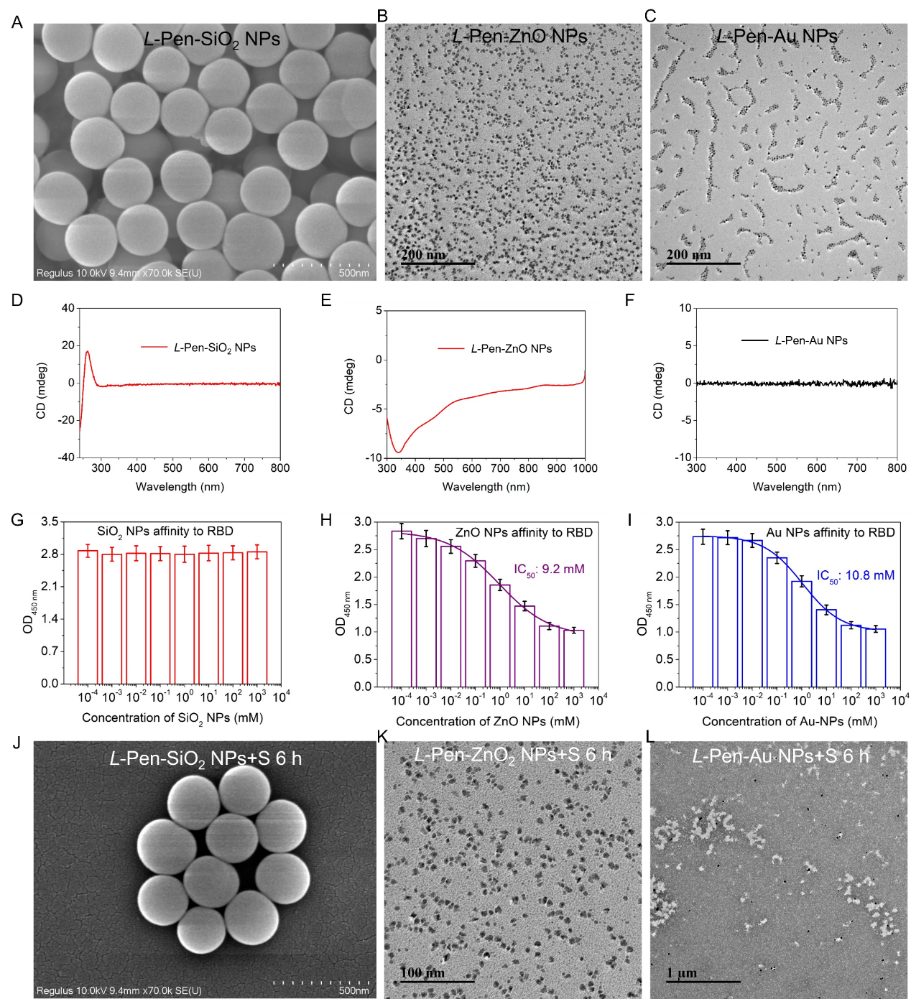 A
B
C
L-Pen-SiO₂ NPs
L-Pen-ZnO NPs
L-Pen-Au NPs
Regulus 10.0kV 9.4mm x70.0k SE(U)
500nm
200 nm
200 nm
D
E
F
40
20
0
-20
-40
CD (mdeg)
L-Pen-SiO₂ NPs
300 400 500 600 700 800
Wavelength (nm)
5
0
-5
-10
CD (mdeg)
L-Pen-ZnO NPs
300 400 500 600 700 800 900 1000
Wavelength (nm)
10
5
0
-5
-10
CD (mdeg)
L-Pen-Au NPs
300 400 500 600 700 800
Wavelength (nm)
G
H
I
3.5
2.8
2.1
1.4
0.7
0.0
OD₄₅₀ ₙₘ
SiO₂ NPs affinity to RBD
10⁻⁴ 10⁻³ 10⁻² 10⁻¹ 10⁰ 10¹ 10² 10³ 10⁴
Concentration of SiO₂ NPs (mM)
3.0
2.5
2.0
1.5
1.0
0.5
0.0
OD₄₅₀ ₙₘ
ZnO NPs affinity to RBD
IC₅₀: 9.2 mM
10⁻⁴ 10⁻³ 10⁻² 10⁻¹ 10⁰ 10¹ 10² 10³ 10⁴
Concentration of ZnO NPs (mM)
3.0
2.5
2.0
1.5
1.0
0.5
0.0
OD₄₅₀ ₙₘ
Au NPs affinity to RBD
IC₅₀: 10.8 mM
10⁻⁴ 10⁻³ 10⁻² 10⁻¹ 10⁰ 10¹ 10² 10³ 10⁴
Concentration of Au-NPs (mM)
J
K
L
L-Pen-SiO₂ NPs+S 6 h
L-Pen-ZnO₂ NPs+S 6 h
L-Pen-Au NPs+S 6 h
Regulus 10.0kV 9.4mm x70.0k SE(U)
500nm
100 nm
1 μm